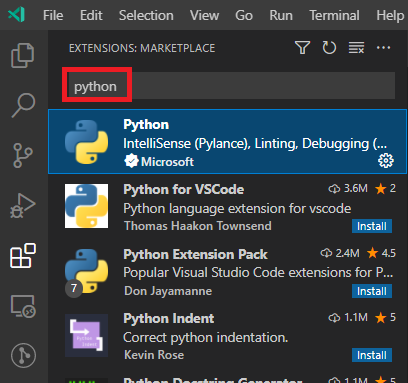 File Edit Selection View Go Run Terminal
EXTENSIONS: MARKETPLACE
python
Python
IntelliSense (Pylance), Linting, Debugging (...
Microsoft
Python for VSCode 3.6M 2
Python language extension for vscode
Thomas Haakon Townsend Install
Python Extension Pack 2.4M 4.5
Popular Visual Studio Code extensions for P...
7 Don Jayamanne Install
Python Indent 1.1M 5
Correct python indentation.
Kevin Rose Install
Python Docstring Generator 1.1M 5